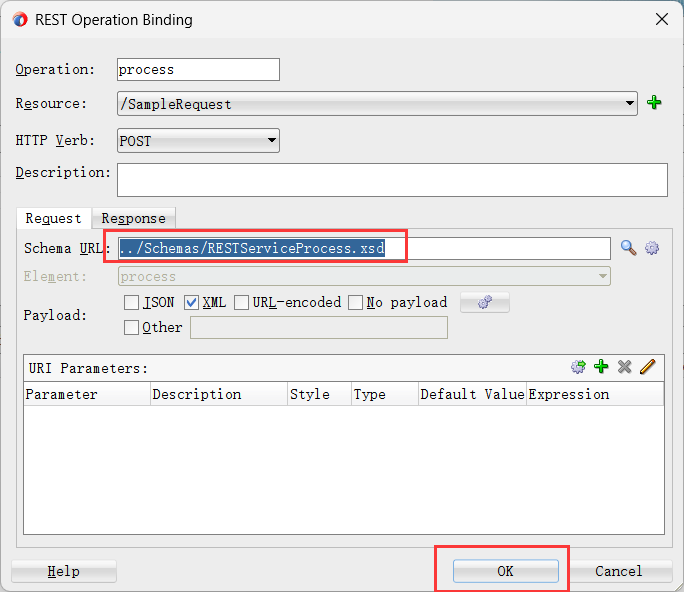 REST Operation Binding
Operation: process
Resource: /SampleRequest
HTTP Verb: POST
Description:
Request Response
Schema URL: ../Schemas/RESTServiceProcess.xsd
Element: process
Payload: JSON XML URL-encoded No payload
Other
URI Parameters:
Parameter Description Style Type Default Value Expression
Help OK Cancel